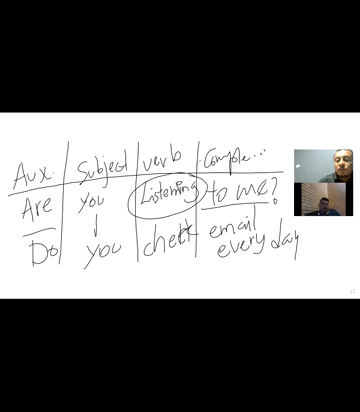 Aux. Subject verb Comple...
Are you Listening to me?
Do you check email every day